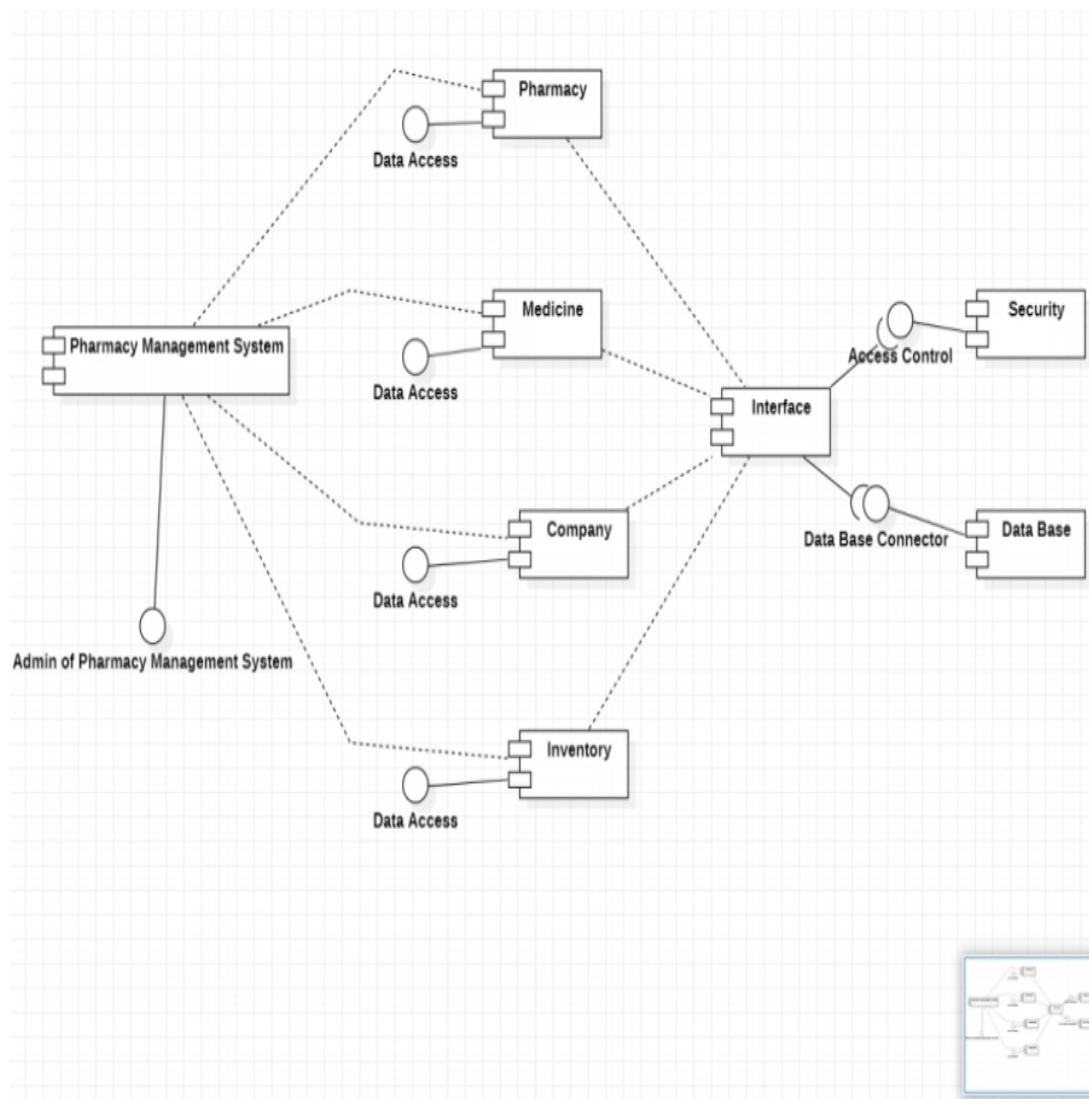 Pharmacy
Data Access
Medicine
Security
Pharmacy Management System
Access Control
Data Access
Interface
Company
Data Base
Data Base Connector
Data Access
Admin of Pharmacy Management System
Inventory
Data Access